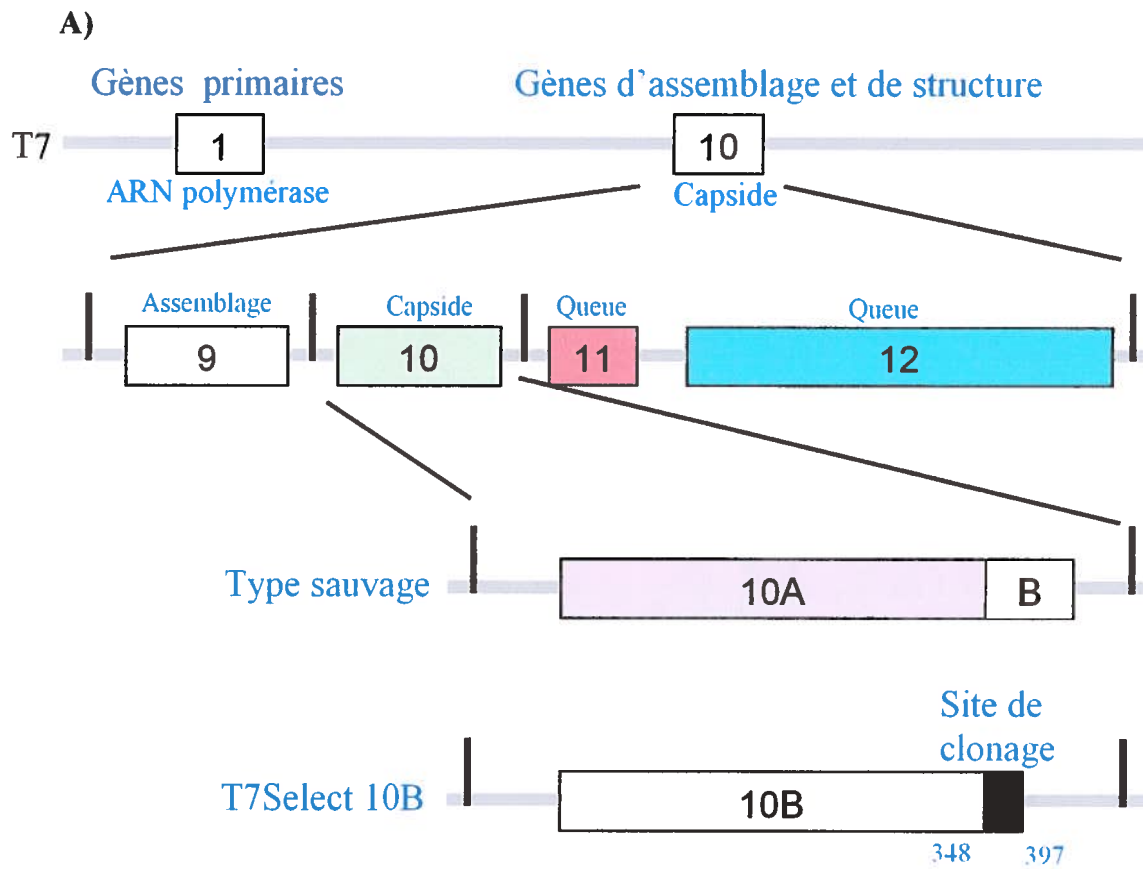 A)
Gènes primaires
Gènes d'assemblage et de structure
T7
1
10
ARN polymérase
Capside
Assemblage
Capside
Queue
Queue
9
10
11
12
Type sauvage
10A
B
Site de
clonage
T7Select 10B
10B
348
397